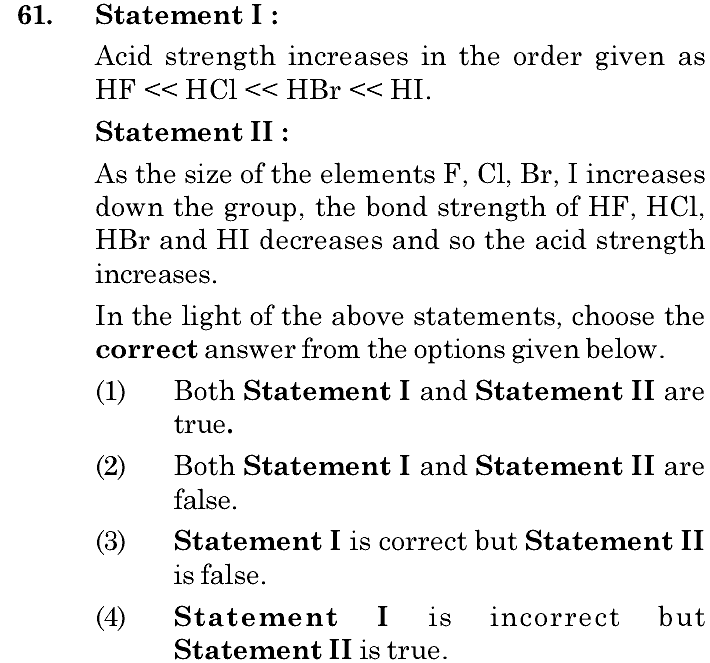 61. Statement I :
Acid strength increases in the order given as
HF << HCl << HBr << HI.
Statement II :
As the size of the elements F, Cl, Br, I increases
down the group, the bond strength of HF, HCl,
HBr and HI decreases and so the acid strength
increases.
In the light of the above statements, choose the
correct answer from the options given below.
(1) Both Statement I and Statement II are
true.
(2) Both Statement I and Statement II are
false.
(3) Statement I is correct but Statement II
is false.
(4) Statement I is incorrect but
Statement II is true.